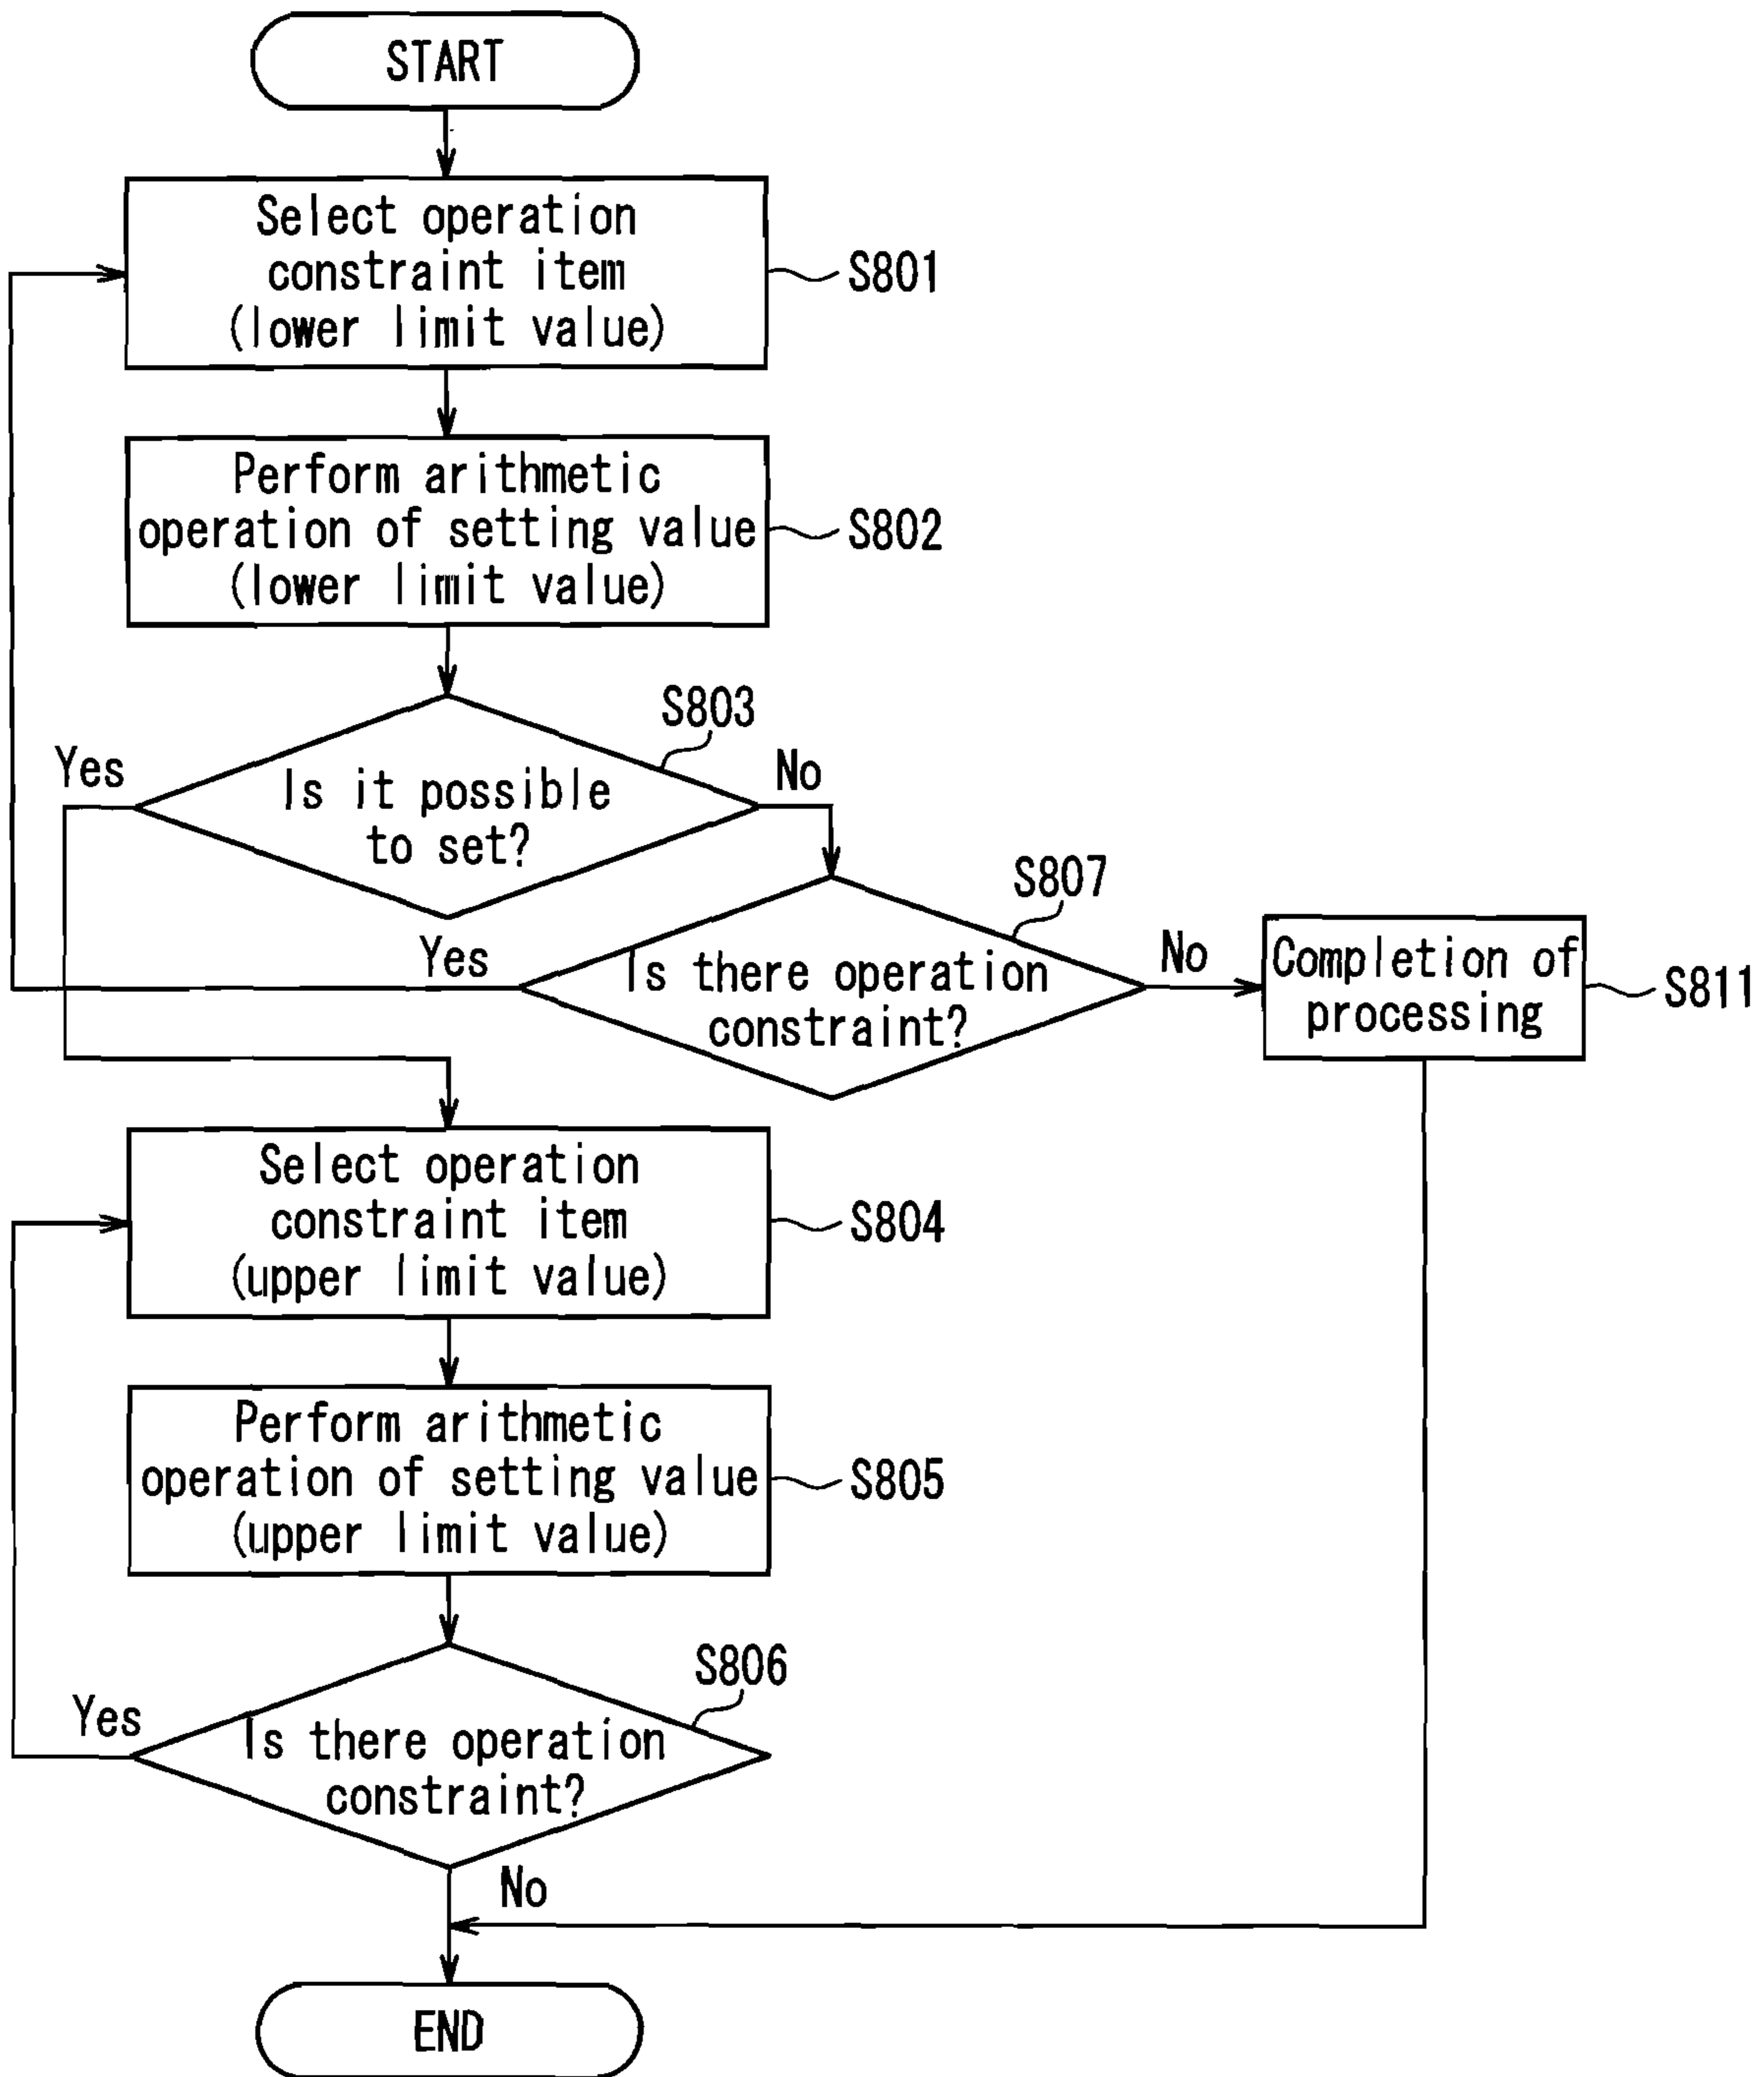 START
Select operation
constraint item
(lower limit value)
S801
Perform arithmetic
operation of setting value
(lower limit value)
S802
S803
Yes
Is it possible
to set?
No
S807
Yes
Is there operation
constraint?
No
Completion of
processing
S811
Select operation
constraint item
(upper limit value)
S804
Perform arithmetic
operation of setting value
(upper limit value)
S805
S806
Yes
Is there operation
constraint?
No
END